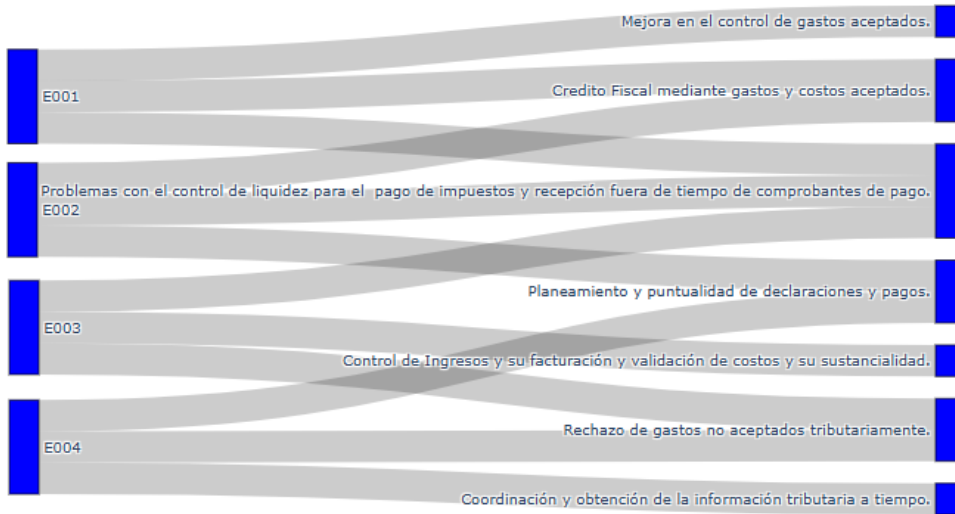 Mejora en el control de gastos aceptados.
E001
Credito Fiscal mediante gastos y costos aceptados.
Problemas con el control de liquidez para el  pago de impuestos y recepción fuera de tiempo de comprobantes de pago.
E002
Planeamiento y puntualidad de declaraciones y pagos.
E003
Control de Ingresos y su facturación y validación de costos y su sustancialidad.
Rechazo de gastos no aceptados tributariamente.
E004
Coordinación y obtención de la información tributaria a tiempo.